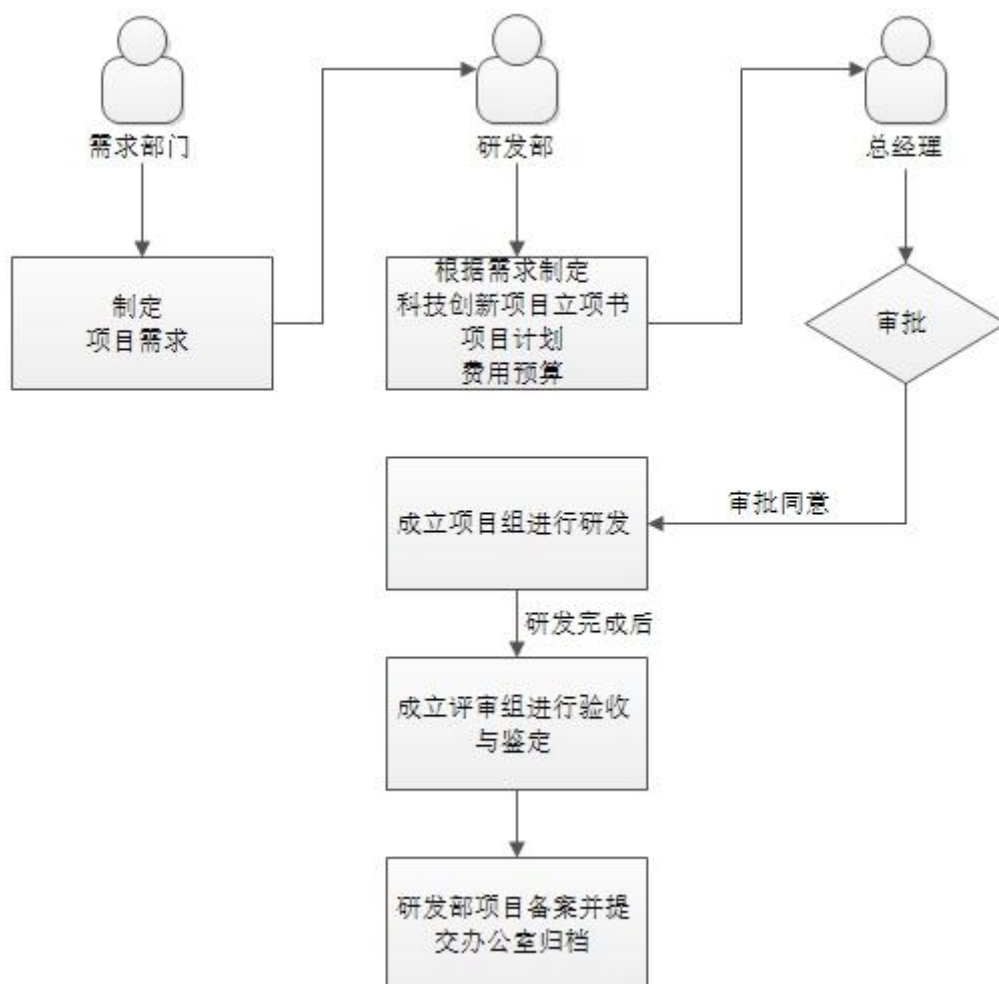 需求部门
研发部
总经理
制定
项目需求
根据需求制定
科技创新项目立项书
项目计划
费用预算
审批
审批同意
成立项目组进行研发
研发完成后
成立评审组进行验收
与鉴定
研发部项目备案并提
交办公室归档